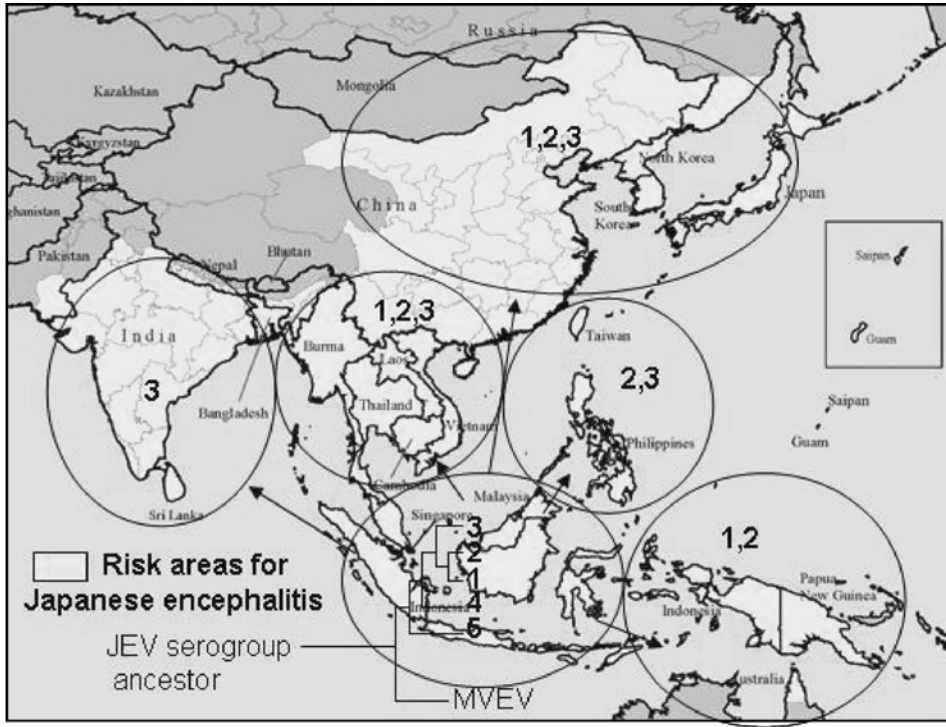 Russia
Kazakhstan
Mongolia
Kyrgyzstan
Tajikistan
1,2,3
North Korea
Japan
South
Korea
China
Afghanistan
Pakistan
Nepal
Bhutan
Saipan
Guam
India
3
1,2,3
Burma
Laos
Taiwan
2,3
Bangladesh
Thailand
Vietnam
Philippines
Saipan
Guam
Cambodia
Malaysia
Sri Lanka
Singapore
3
2
1
4
5
Indonesia
1,2
Papua
New Guinea
Indonesia
Risk areas for
Japanese encephalitis
JEV serogroup
ancestor
MVEV
Australia